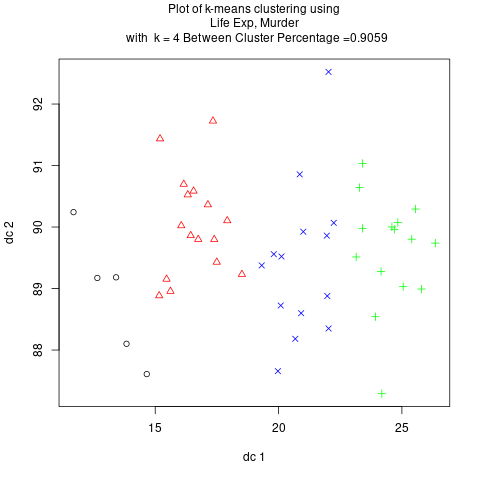 Plot of k-means clustering using
Life Exp, Murder
with k = 4 Between Cluster Percentage =0.9059
92
91
90
89
88
dc 2
15
20
25
dc 1